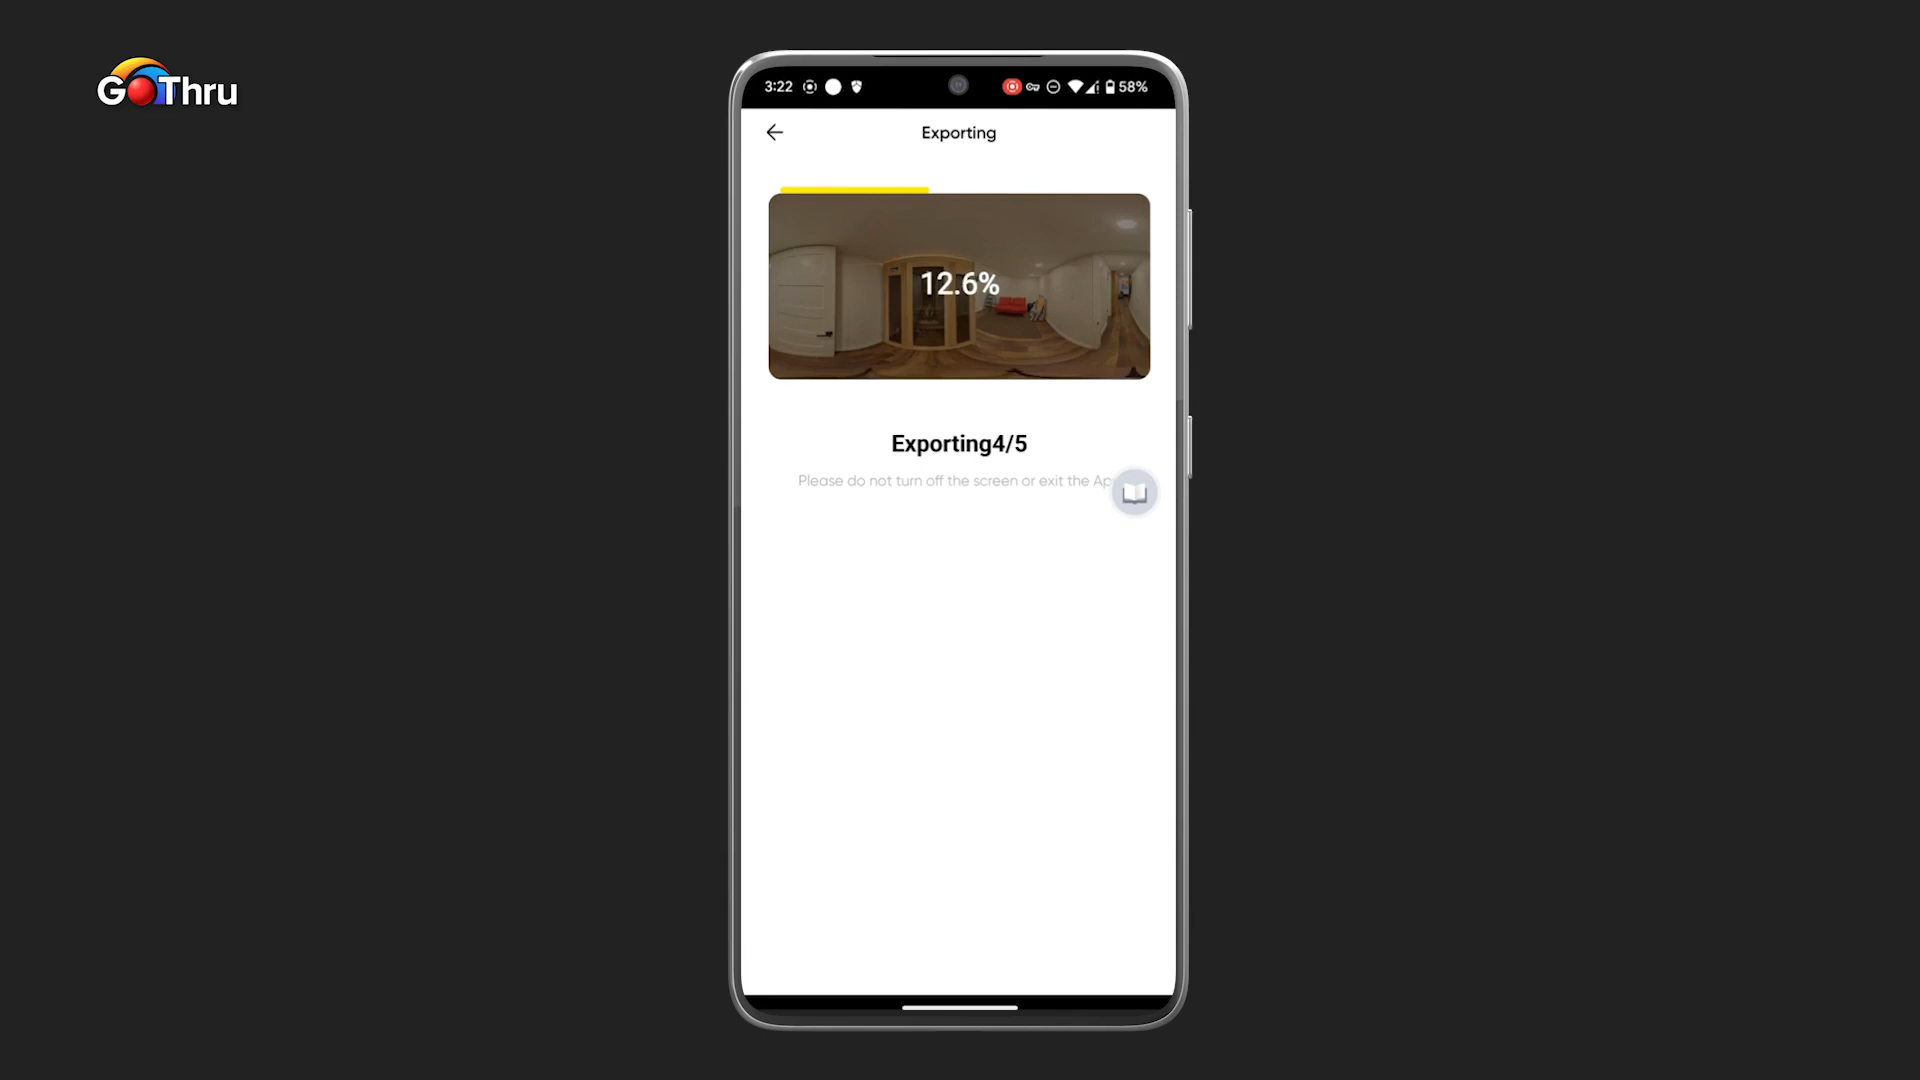 GoThru
3:22
58%
Exporting
12.6%
Exporting4/5
Please do not turn off the screen or exit the Ap